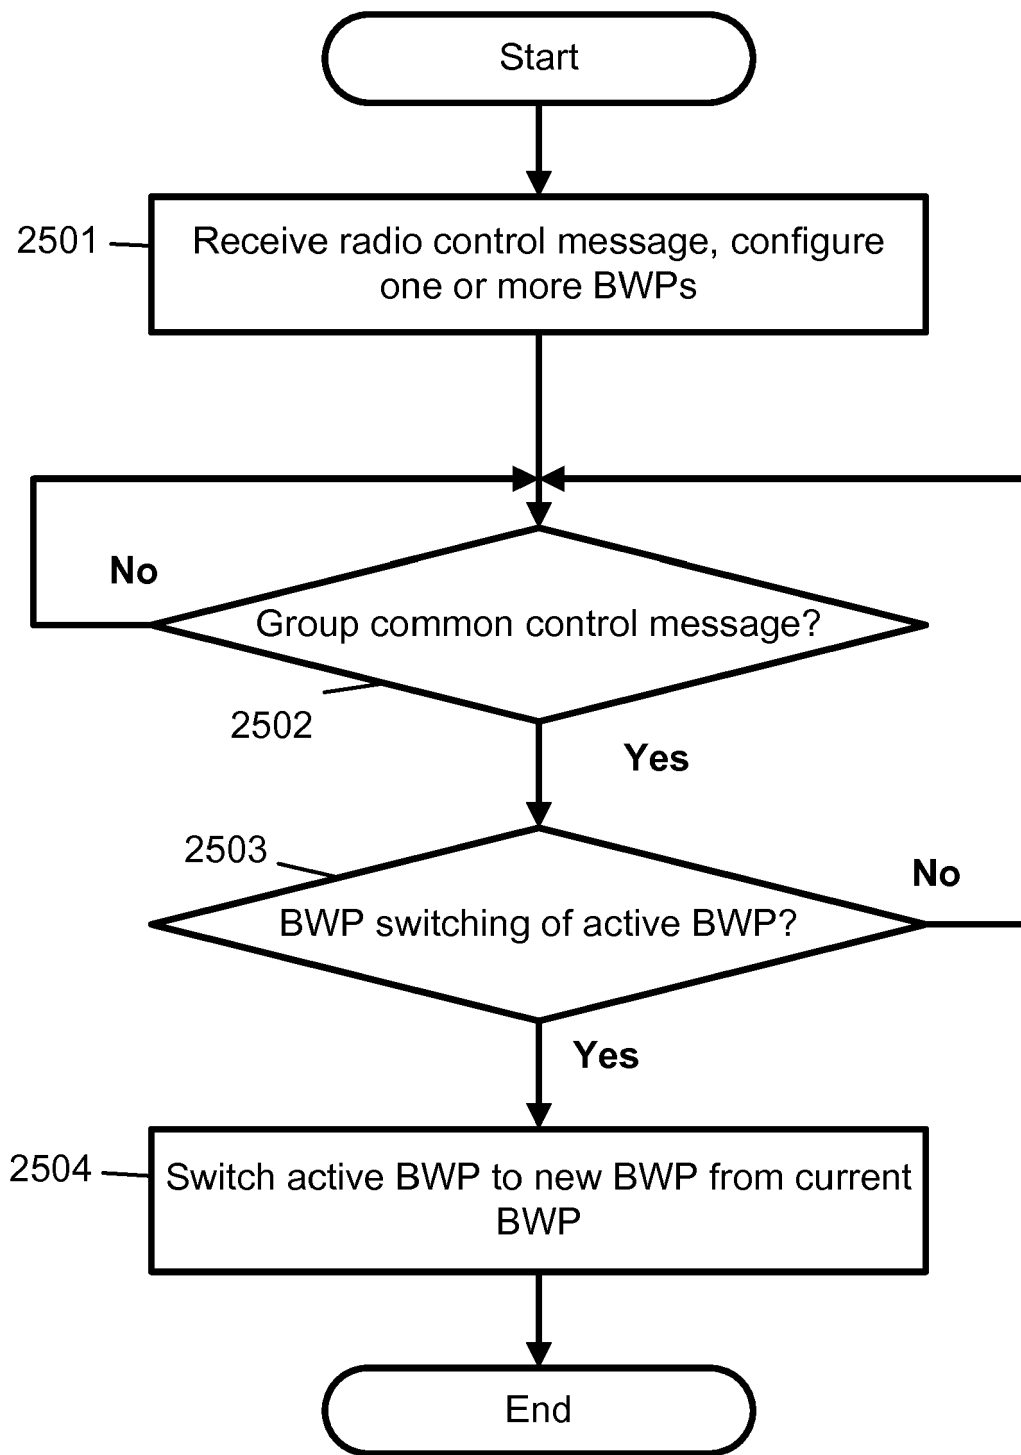 Start
2501
Receive radio control message, configure
one or more BWPs
No
Group common control message?
2502
Yes
2503
No
BWP switching of active BWP?
Yes
2504
Switch active BWP to new BWP from current
BWP
End